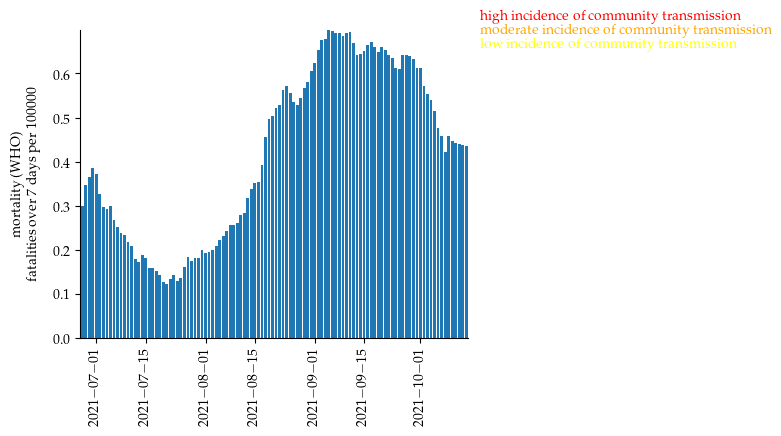 high incidence of community transmission
moderate incidence of community transmission
low incidence of community transmission
mortality (WHO)
fatalities over 7 days per 100000
0.6
0.5
0.4
0.3
0.2
0.1
0.0
2021−07−01
2021−07−15
2021−08−01
2021−08−15
2021−09−01
2021−09−15
2021−10−01